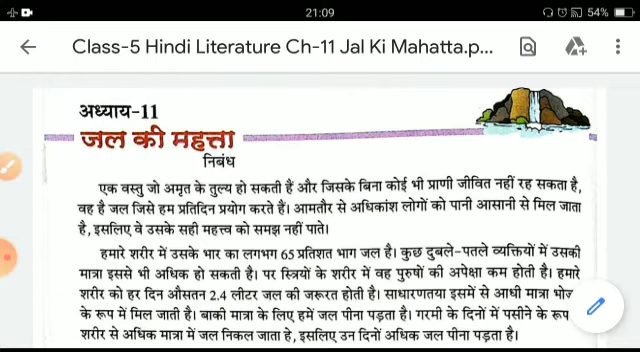 21:09
54%
Class-5 Hindi Literature Ch-11 Jal Ki Mahatta.p...
अध्याय-11
जल की महत्ता
निबंध
एक वस्तु जो अमृत के तुल्य हो सकती हैं और जिसके बिना कोई भी प्राणी जीवित नहीं रह सकता है,
वह है जल जिसे हम प्रतिदिन प्रयोग करते हैं। आमतौर से अधिकांश लोगों को पानी आसानी से मिल जाता
है, इसलिए वे उसके सही महत्त्व को समझ नहीं पाते।
हमारे शरीर में उसके भार का लगभग 65 प्रतिशत भाग जल है। कुछ दुबले-पतले व्यक्तियों में उसकी
मात्रा इससे भी अधिक हो सकती है। पर स्त्रियों के शरीर में वह पुरुषों की अपेक्षा कम होती है। हमारे
शरीर को हर दिन औसतन 2.4 लीटर जल की जरूरत होती है। साधारणतया इसमें से आधी मात्रा भोज
के रूप में मिल जाती है। बाकी मात्रा के लिए हमें जल पीना पड़ता है। गरमी के दिनों में पसीने के रूप
शरीर से अधिक मात्रा में जल निकल जाता हे, इसलिए उन दिनों अधिक जल पीना पड़ता है।